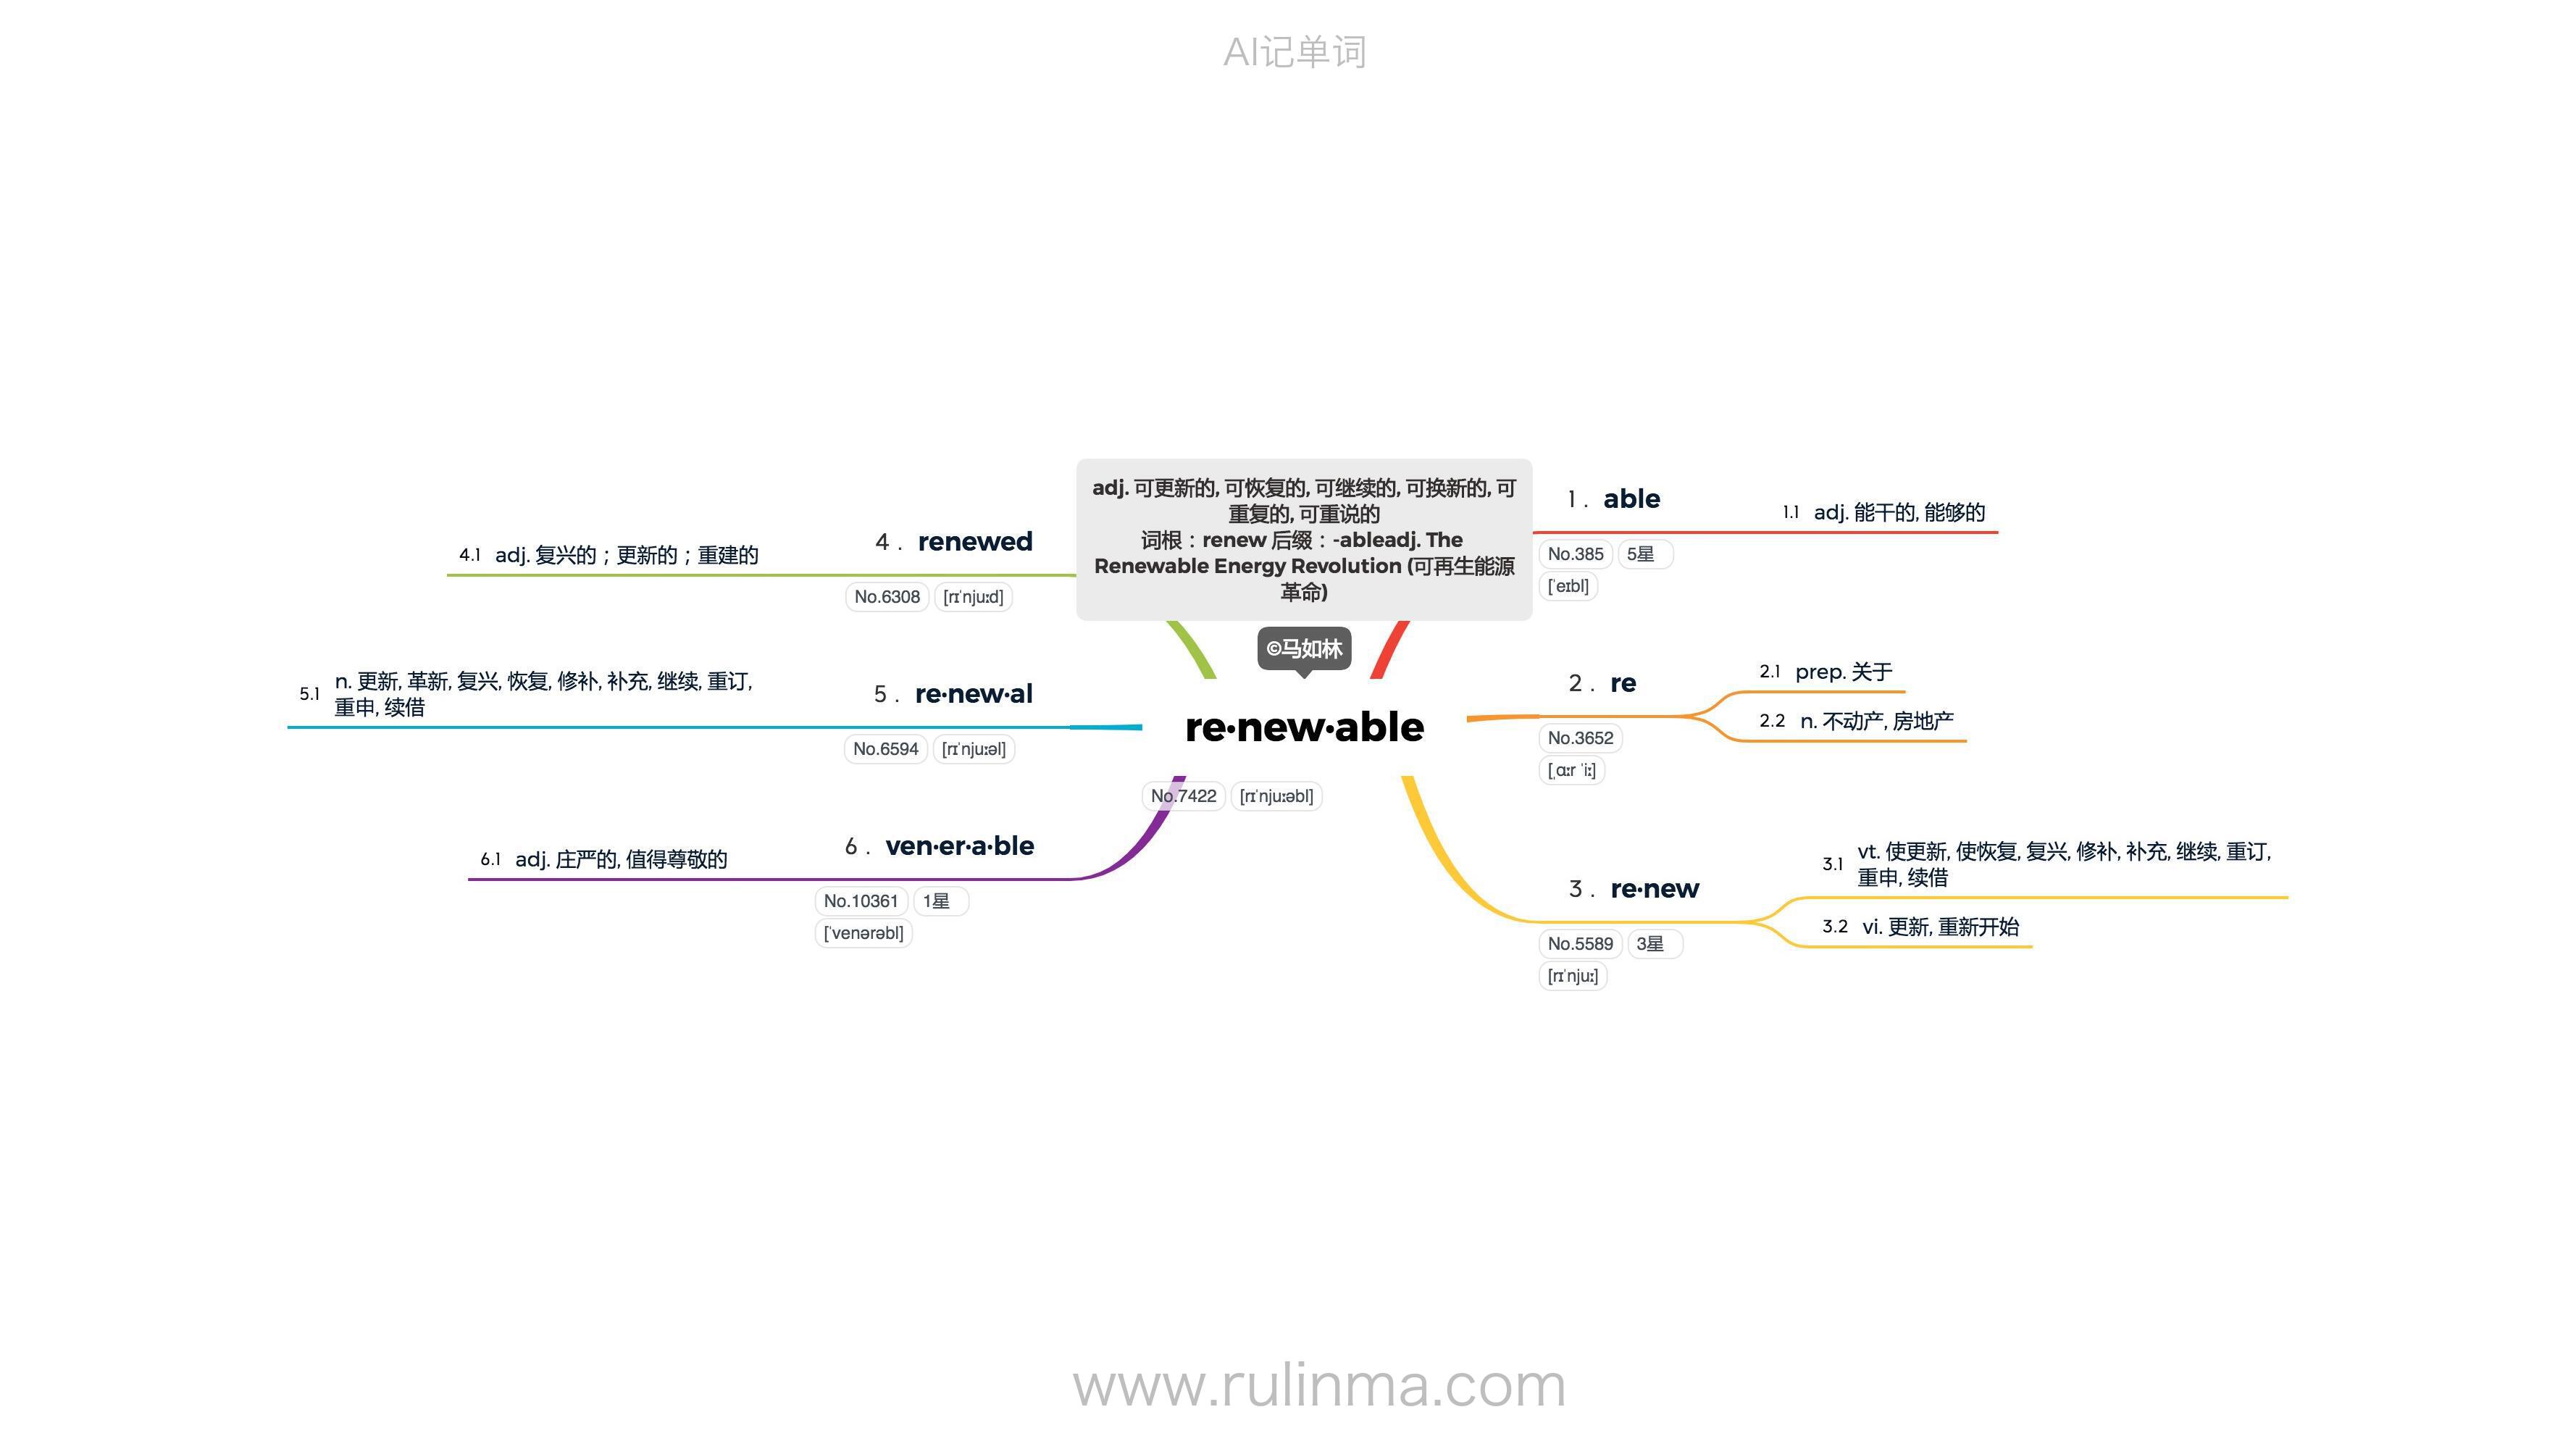 AI记单词
adj. 可更新的, 可恢复的, 可继续的, 可换新的, 可
重复的, 可重说的
词根：renew 后缀：-ableadj. The
Renewable Energy Revolution (可再生能源
革命)
©马如林
re·new·able
No.7422 [rɪˈnjuːəbl]
1 . able
No.385 5星
[ˈeɪbl]
1.1 adj. 能干的, 能够的
2 . re
No.3652
[ˌɑːr ˈiː]
2.1 prep. 关于
2.2 n. 不动产, 房地产
3 . re·new
No.5589 3星
[rɪˈnjuː]
3.1 vt. 使更新, 使恢复, 复兴, 修补, 补充, 继续, 重订,
重申, 续借
3.2 vi. 更新, 重新开始
4 . renewed
No.6308 [rɪˈnjuːd]
4.1 adj. 复兴的；更新的；重建的
5 . re·new·al
No.6594 [rɪˈnjuːəl]
5.1 n. 更新, 革新, 复兴, 恢复, 修补, 补充, 继续, 重订,
重申, 续借
6 . ven·er·a·ble
No.10361 1星
[ˈvenərəbl]
6.1 adj. 庄严的, 值得尊敬的
www.rulinma.com